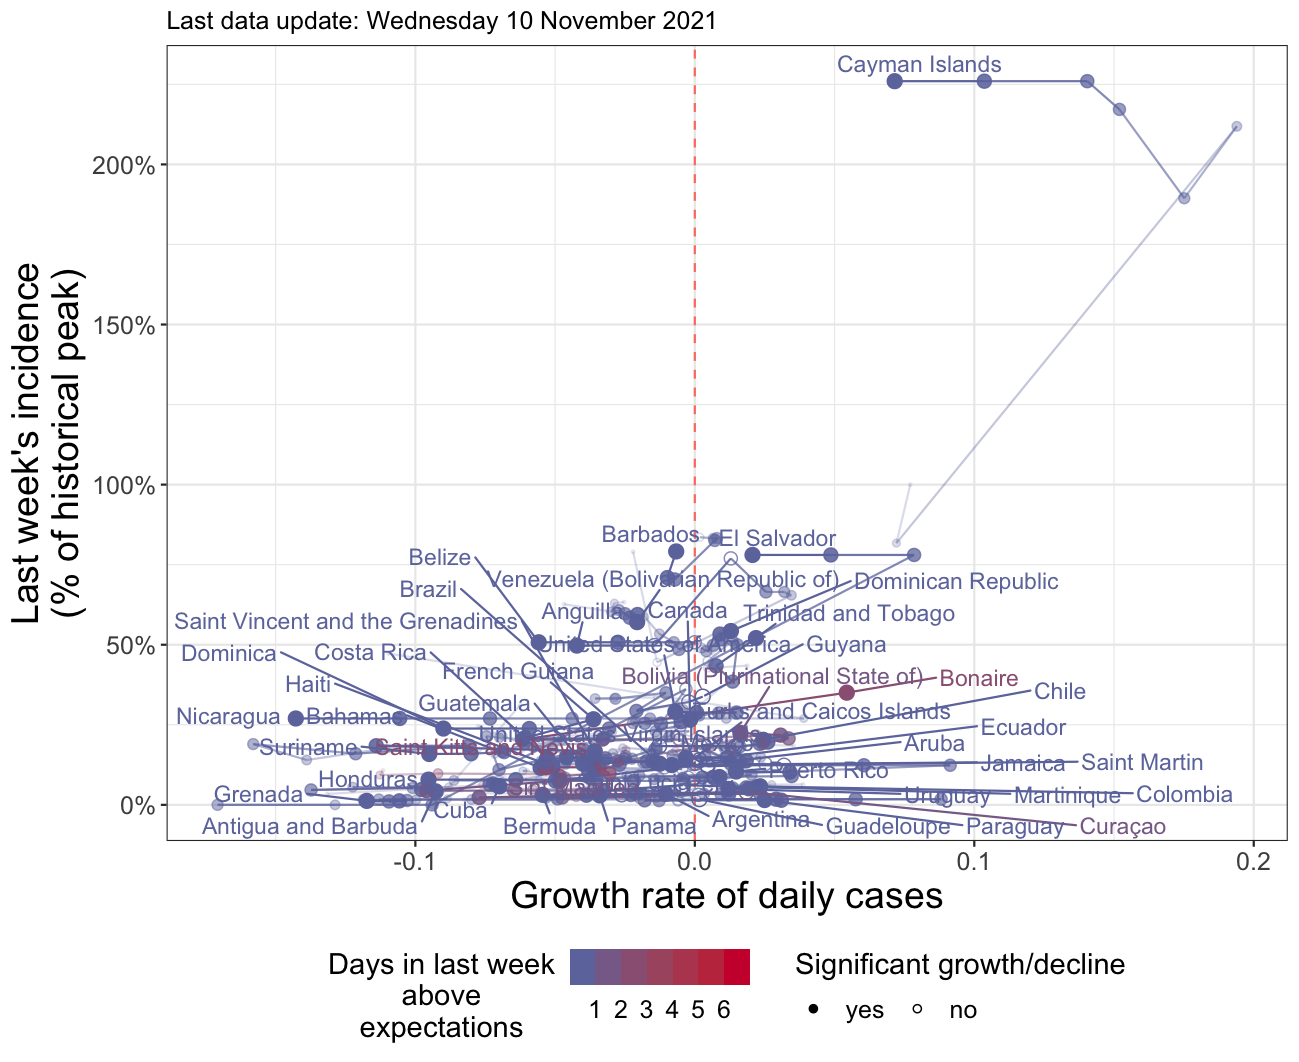 Last data update: Wednesday 10 November 2021
Cayman Islands
Last week's incidence
(% of historical peak)
200%
150%
100%
50%
0%
Barbados
El Salvador
Belize
Venezuela (Bolivarian Republic of)
Dominican Republic
Brazil
Anguilla
Canada
Trinidad and Tobago
Saint Vincent and the Grenadines
United States of America
Guyana
Dominica
Costa Rica
French Guiana
Bolivia (Plurinational State of)
Bonaire
Haiti
Chile
Guatemala
Nicaragua
Bahamas
Turks and Caicos Islands
Ecuador
Suriname
Saint Kitts and Nevis
Aruba
Puerto Rico
Jamaica
Saint Martin
Honduras
Grenada
Uruguay
Martinique
Colombia
Cuba
Antigua and Barbuda
Bermuda
Panama
Argentina
Guadeloupe
Paraguay
Curaçao
-0.1
0.0
0.1
0.2
Growth rate of daily cases
Days in last week
above
expectations
1 2 3 4 5 6
Significant growth/decline
yes
no